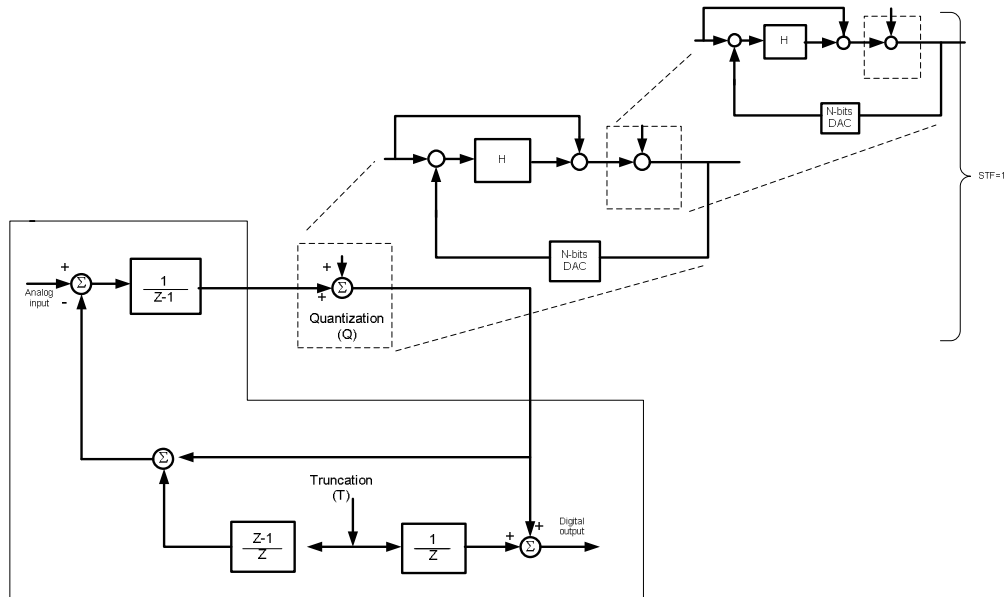 H
N-bits
DAC
STF=1
H
N-bits
DAC
+
Analog
input
-
1
Z-1
+
+
Σ
Σ
Quantization
(Q)
Σ
Truncation
(T)
Z-1
Z
1
Z
+
+
Σ
Digital
output